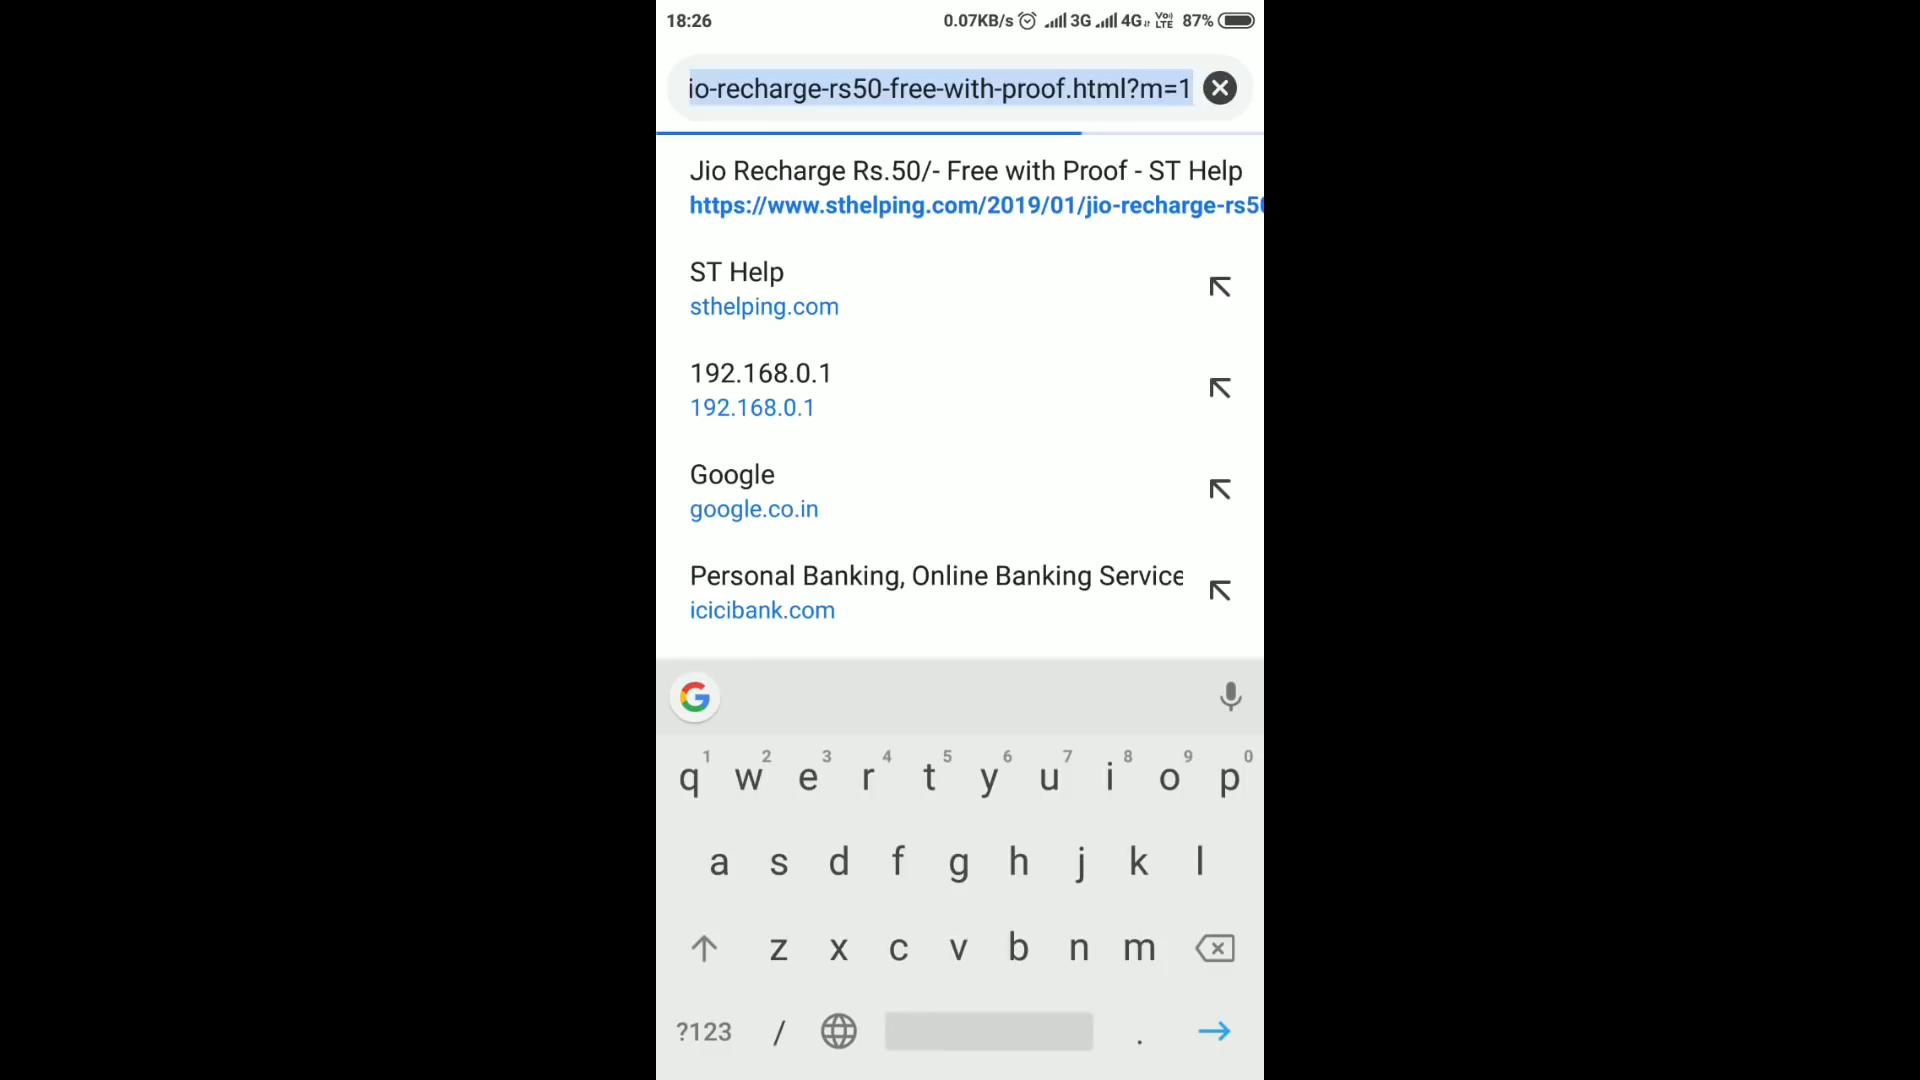 18:26 0.07KB/s 3G 4G Vo) LTE 87%
io-recharge-rs50-free-with-proof.html?m=1
Jio Recharge Rs.50/- Free with Proof - ST Help
https://www.sthelping.com/2019/01/jio-recharge-rs50
ST Help
sthelping.com
192.168.0.1
192.168.0.1
Google
google.co.in
Personal Banking, Online Banking Service
icicibank.com
G
1 2 3 4 5 6 7 8 9 0
q w e r t y u i o p
a s d f g h j k l
z x c v b n m
?123 / .